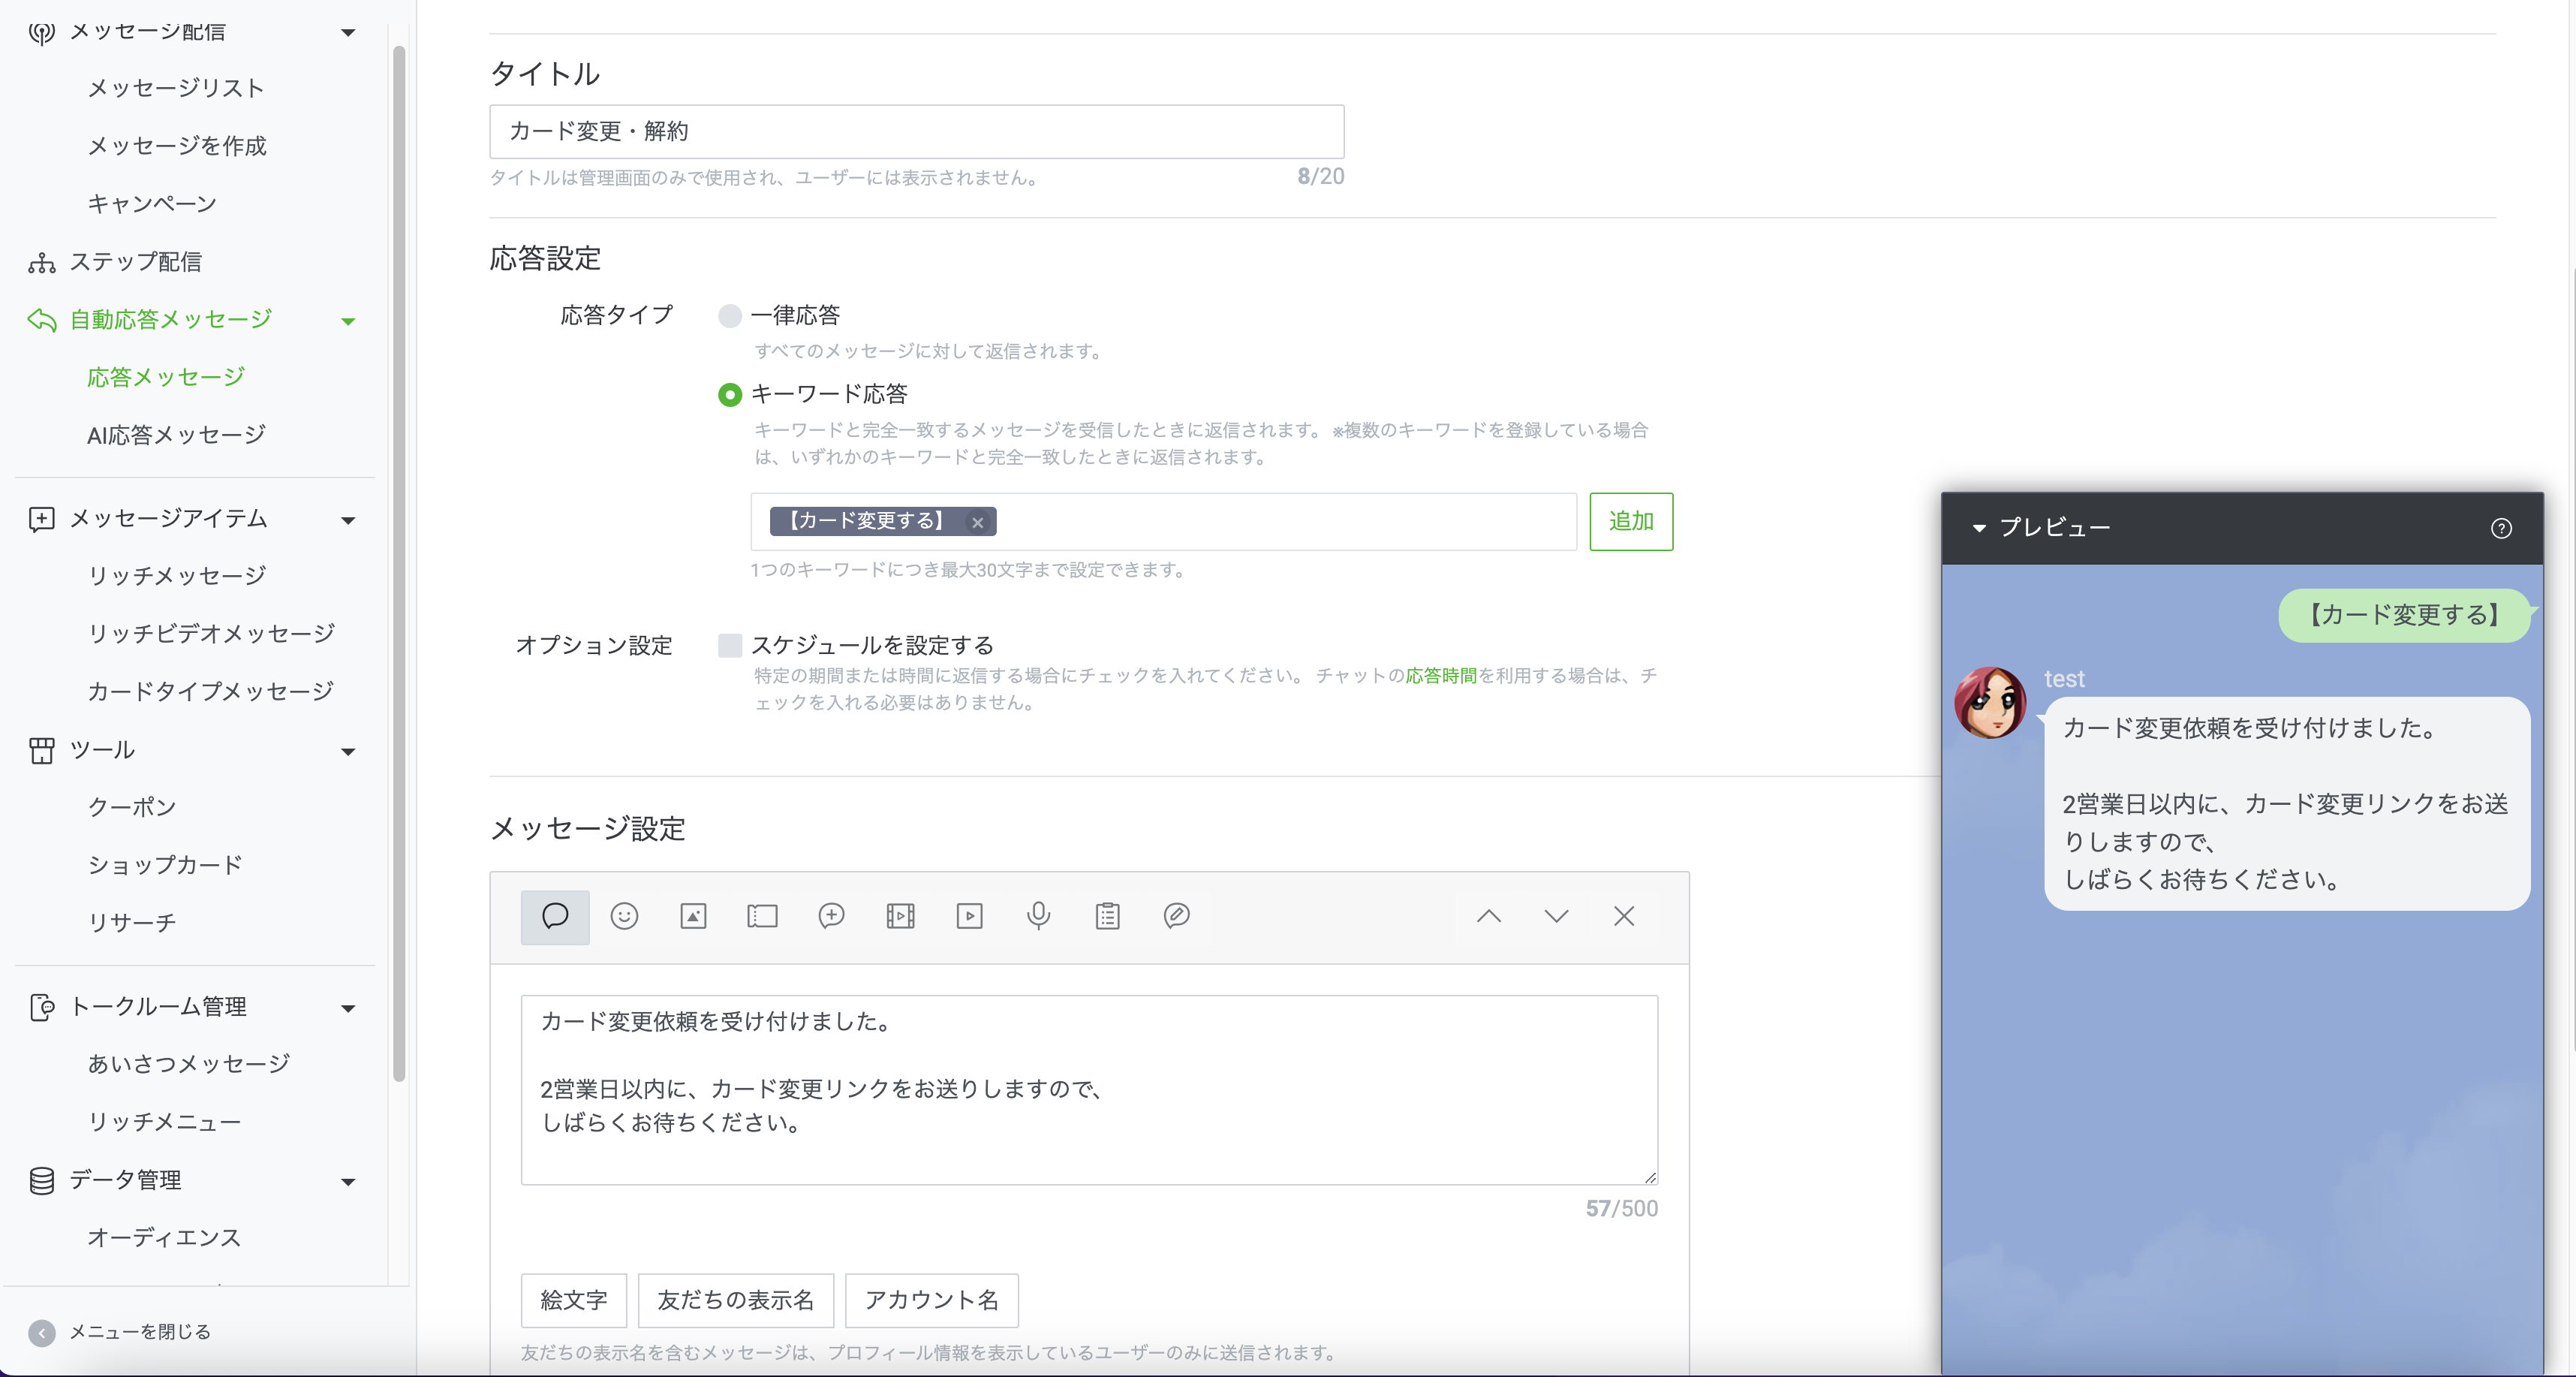 メッセージ配信
メッセージリスト
メッセージを作成
キャンペーン
ステップ配信
自動応答メッセージ
応答メッセージ
AI応答メッセージ
メッセージアイテム
リッチメッセージ
リッチビデオメッセージ
カードタイプメッセージ
ツール
クーポン
ショップカード
リサーチ
トークルーム管理
あいさつメッセージ
リッチメニュー
データ管理
オーディエンス
メニューを閉じる
タイトル
カード変更・解約
タイトルは管理画面のみで使用され、ユーザーには表示されません。
8/20
応答設定
応答タイプ
一律応答
すべてのメッセージに対して返信されます。
キーワード応答
キーワードと完全一致するメッセージを受信したときに返信されます。 ※複数のキーワードを登録している場合
は、いずれかのキーワードと完全一致したときに返信されます。
【カード変更する】
追加
1つのキーワードにつき最大30文字まで設定できます。
オプション設定
スケジュールを設定する
特定の期間または時間に返信する場合にチェックを入れてください。 チャットの応答時間を利用する場合は、チ
ェックを入れる必要はありません。
メッセージ設定
カード変更依頼を受け付けました。
2営業日以内に、カード変更リンクをお送りしますので、
しばらくお待ちください。
57/500
絵文字
友だちの表示名
アカウント名
友だちの表示名を含むメッセージは、プロフィール情報を表示しているユーザーのみに送信されます。
プレビュー
【カード変更する】
test
カード変更依頼を受け付けました。
2営業日以内に、カード変更リンクをお送
りしますので、
しばらくお待ちください。